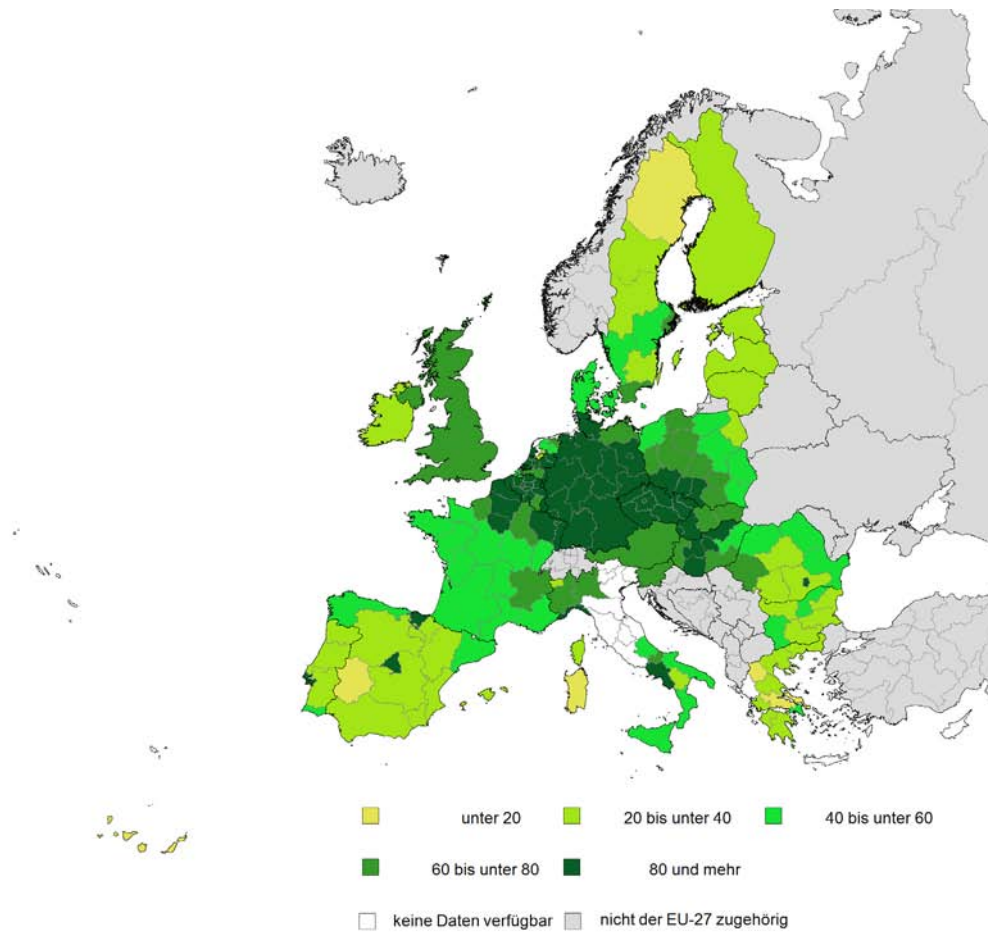 unter 20 20 bis unter 40 40 bis unter 60
60 bis unter 80 80 und mehr
keine Daten verfügbar nicht der EU-27 zugehörig